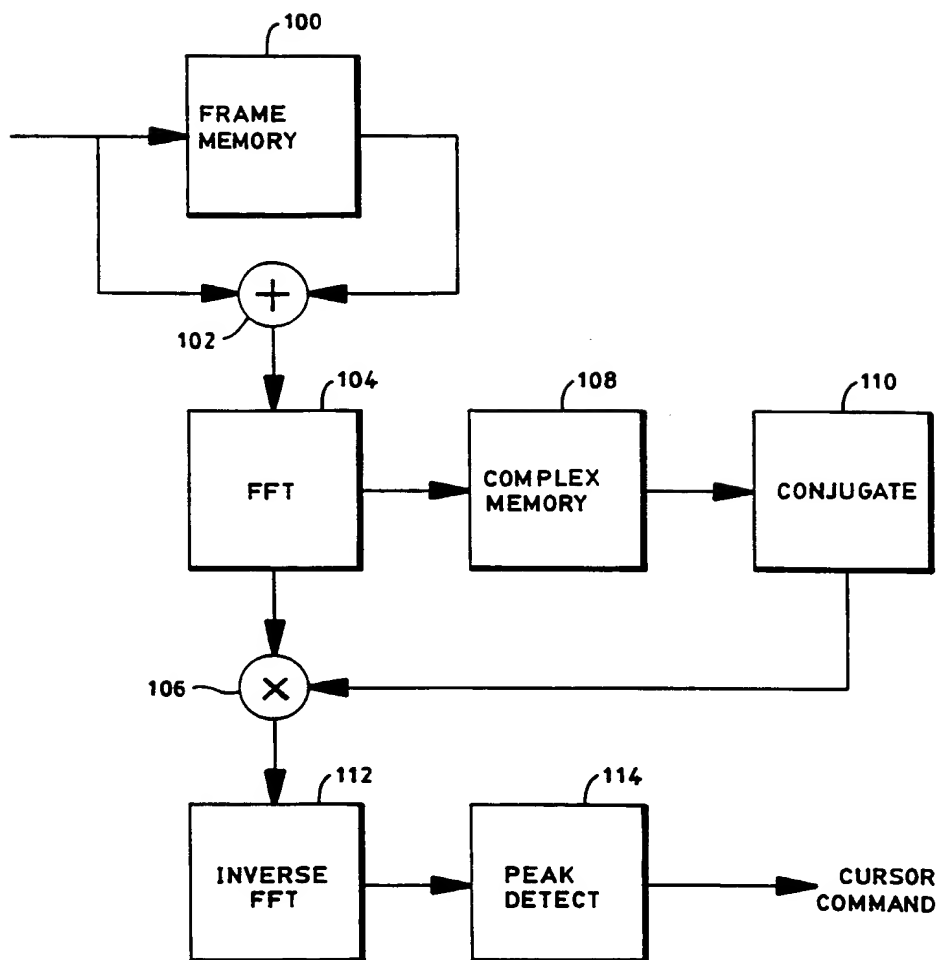 100
FRAME
MEMORY
+
102
104
108
110
FFT
COMPLEX
MEMORY
CONJUGATE
106
×
112
114
INVERSE
FFT
PEAK
DETECT
CURSOR
COMMAND